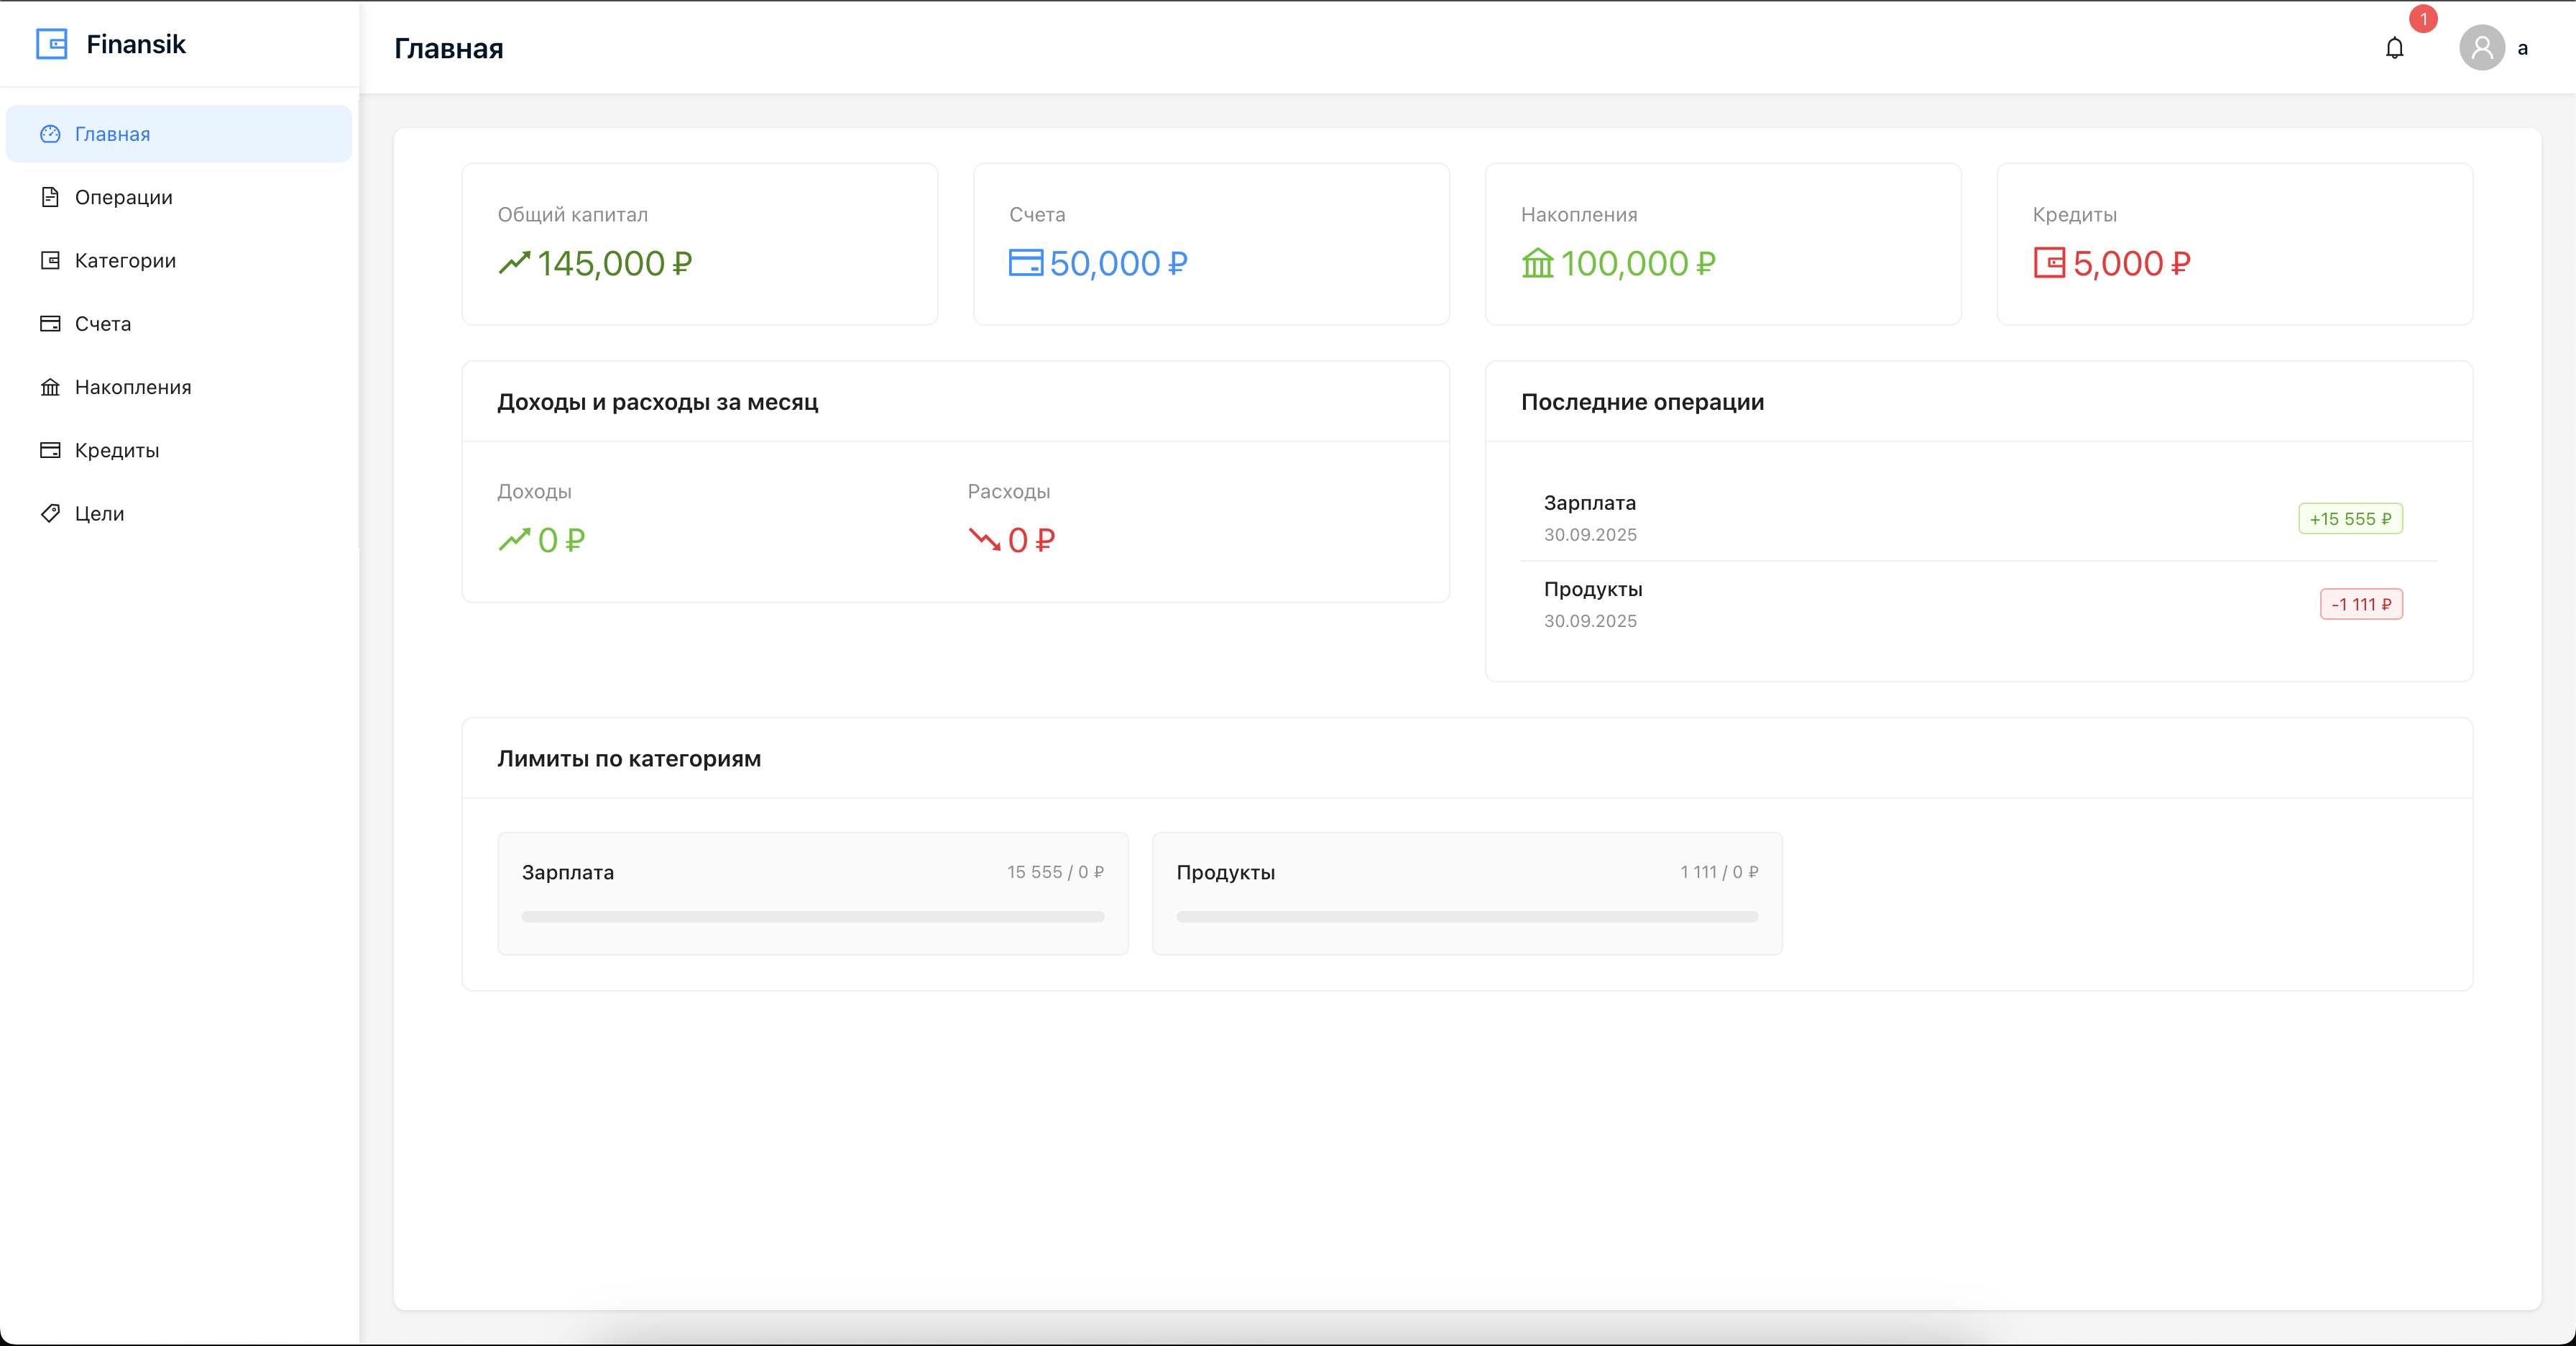 Finansik
Главная
1
a
Главная
Операции
Категории
Счета
Накопления
Кредиты
Цели
Общий капитал
145,000 ₽
Счета
50,000 ₽
Накопления
100,000 ₽
Кредиты
5,000 ₽
Доходы и расходы за месяц
Доходы
0 ₽
Расходы
0 ₽
Последние операции
Зарплата
30.09.2025
+15 555 ₽
Продукты
30.09.2025
-1 111 ₽
Лимиты по категориям
Зарплата
15 555 / 0 ₽
Продукты
1 111 / 0 ₽